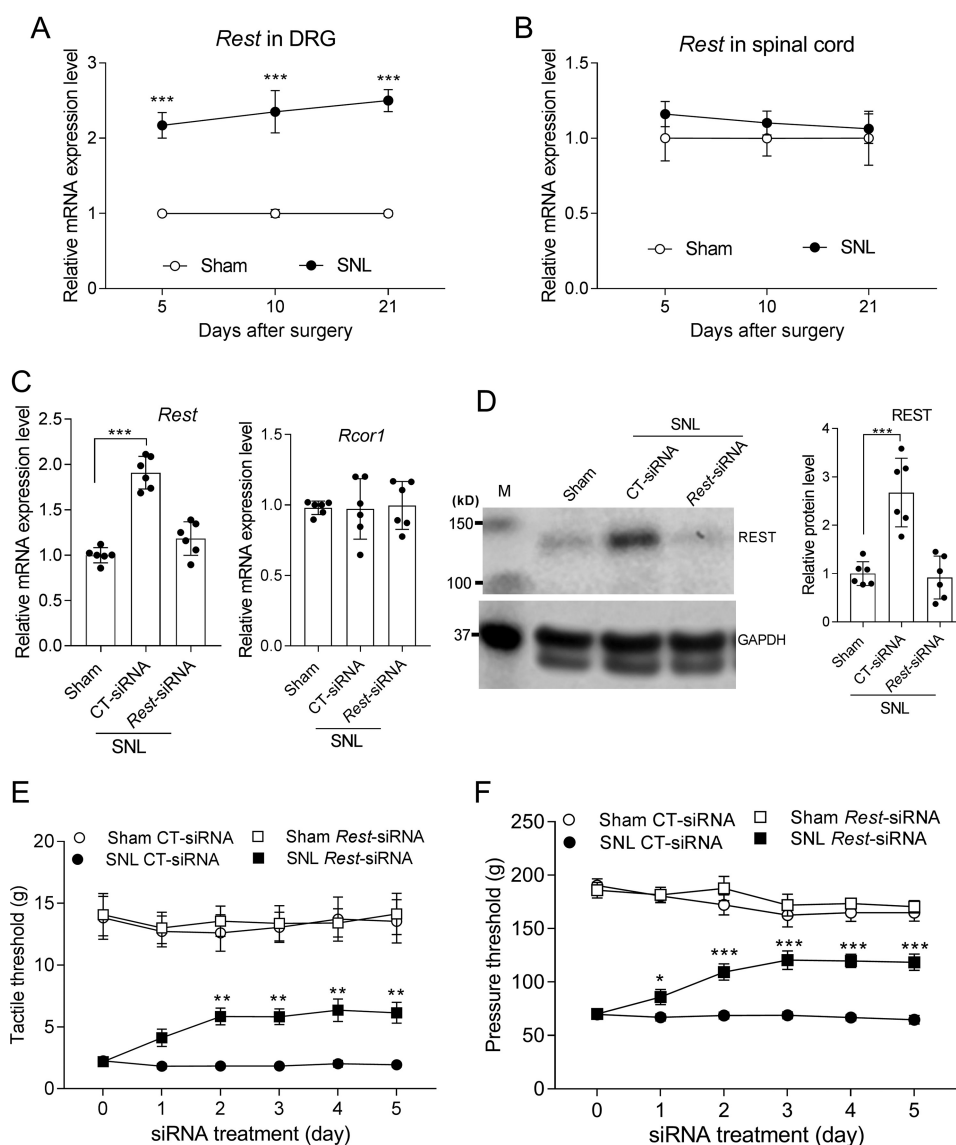 A
Rest in DRG
Relative mRNA expression level
3
2
1
0
***
***
***
Sham
SNL
5
10
21
Days after surgery
B
Rest in spinal cord
Relative mRNA expression level
1.5
1.0
0.5
0.0
Sham
SNL
5
10
21
Days after surgery
C
Rest
Relative mRNA expression level
2.5
2.0
1.5
1.0
0.5
0.0
***
Sham
CT-siRNA
Rest-siRNA
SNL
Rcor1
Relative mRNA expression level
1.5
1.0
0.5
0.0
Sham
CT-siRNA
Rest-siRNA
SNL
D
SNL
(kD)
M
Sham
CT-siRNA
Rest-siRNA
150
REST
100
37
GAPDH
REST
Relative protein level
4
3
2
1
0
***
Sham
CT-siRNA
Rest-siRNA
SNL
E
Sham CT-siRNA
Sham Rest-siRNA
SNL CT-siRNA
SNL Rest-siRNA
Tactile threshold (g)
20
15
10
5
0
**
**
**
**
0
1
2
3
4
5
siRNA treatment (day)
F
Sham CT-siRNA
Sham Rest-siRNA
SNL CT-siRNA
SNL Rest-siRNA
Pressure threshold (g)
250
200
150
100
50
0
*
***
***
***
***
0
1
2
3
4
5
siRNA treatment (day)